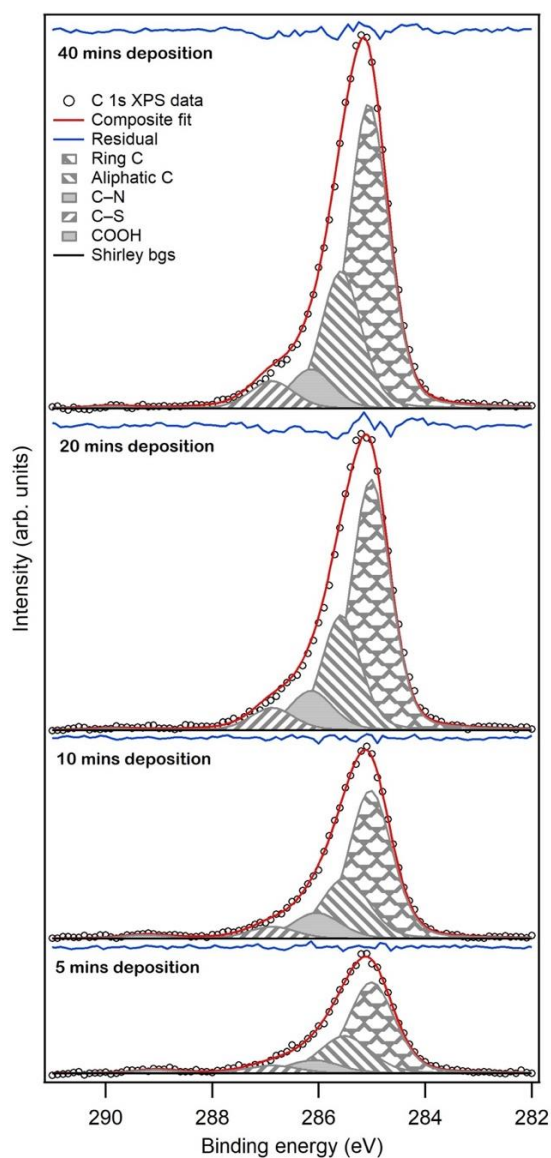 40 mins deposition
C 1s XPS data
Composite fit
Residual
Ring C
Aliphatic C
C–N
C–S
COOH
Shirley bgs
20 mins deposition
10 mins deposition
5 mins deposition
Intensity (arb. units)
290 288 286 284 282
Binding energy (eV)